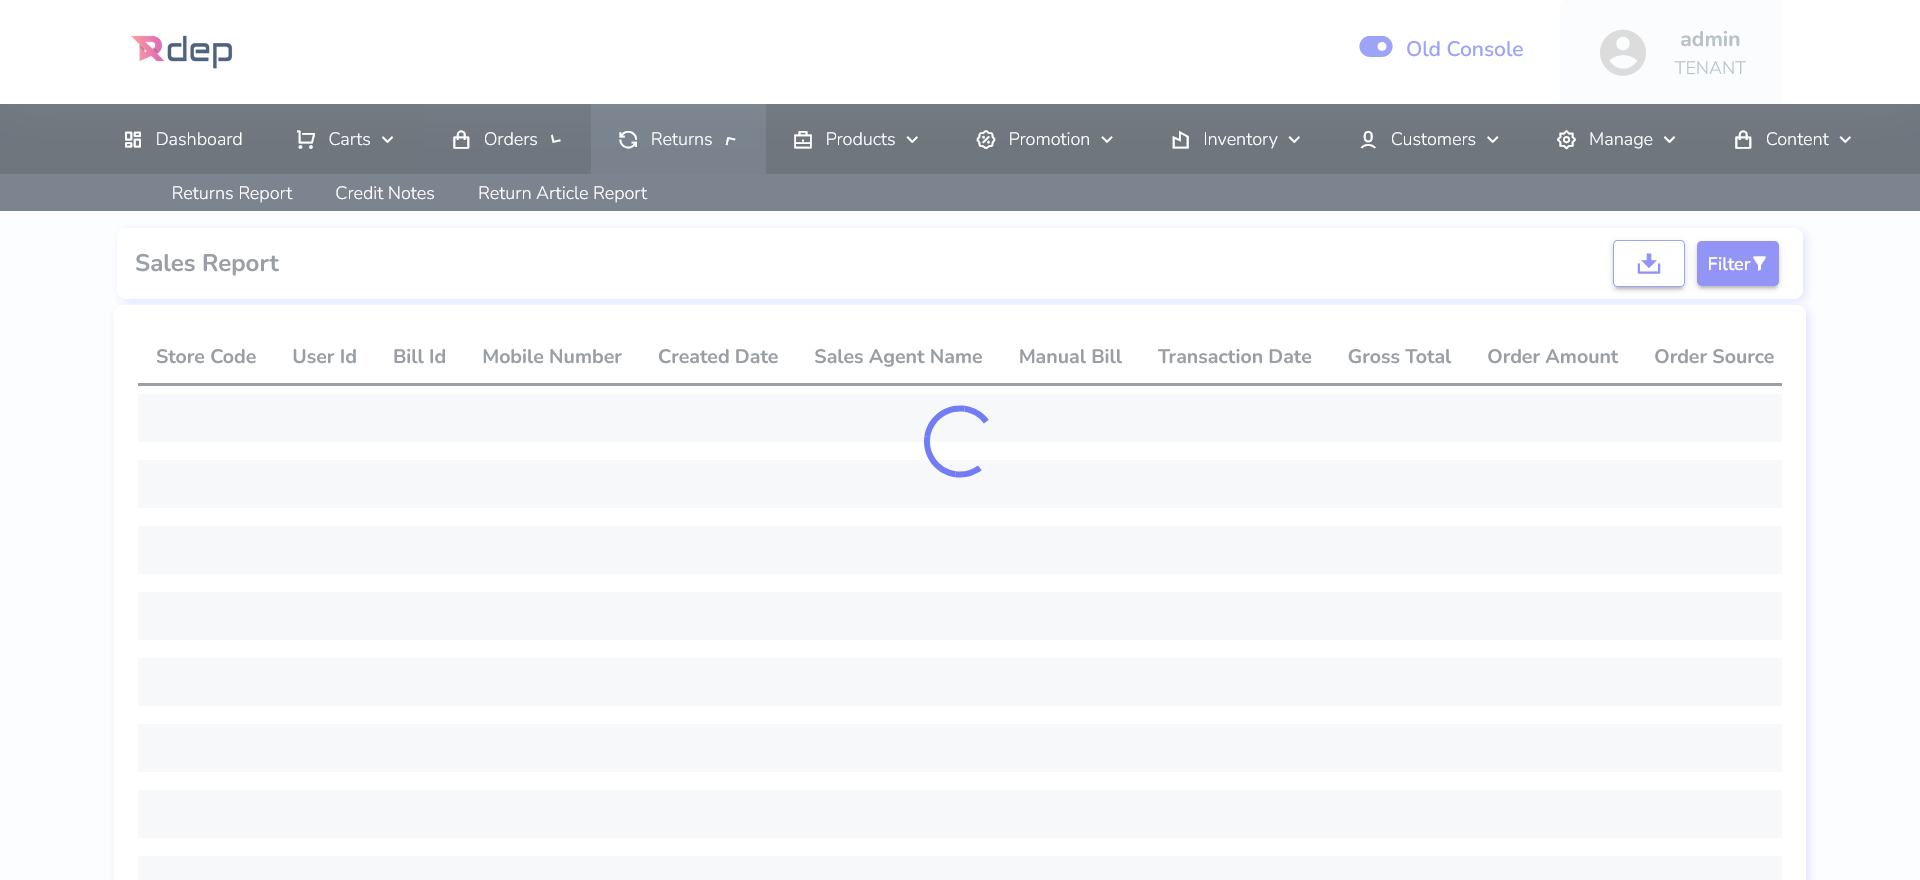 Rdep
Old Console
admin
TENANT
Dashboard Carts Orders Returns Products Promotion Inventory Customers Manage Content
Returns Report Credit Notes Return Article Report
Sales Report
Filter
Store Code User Id Bill Id Mobile Number Created Date Sales Agent Name Manual Bill Transaction Date Gross Total Order Amount Order Source